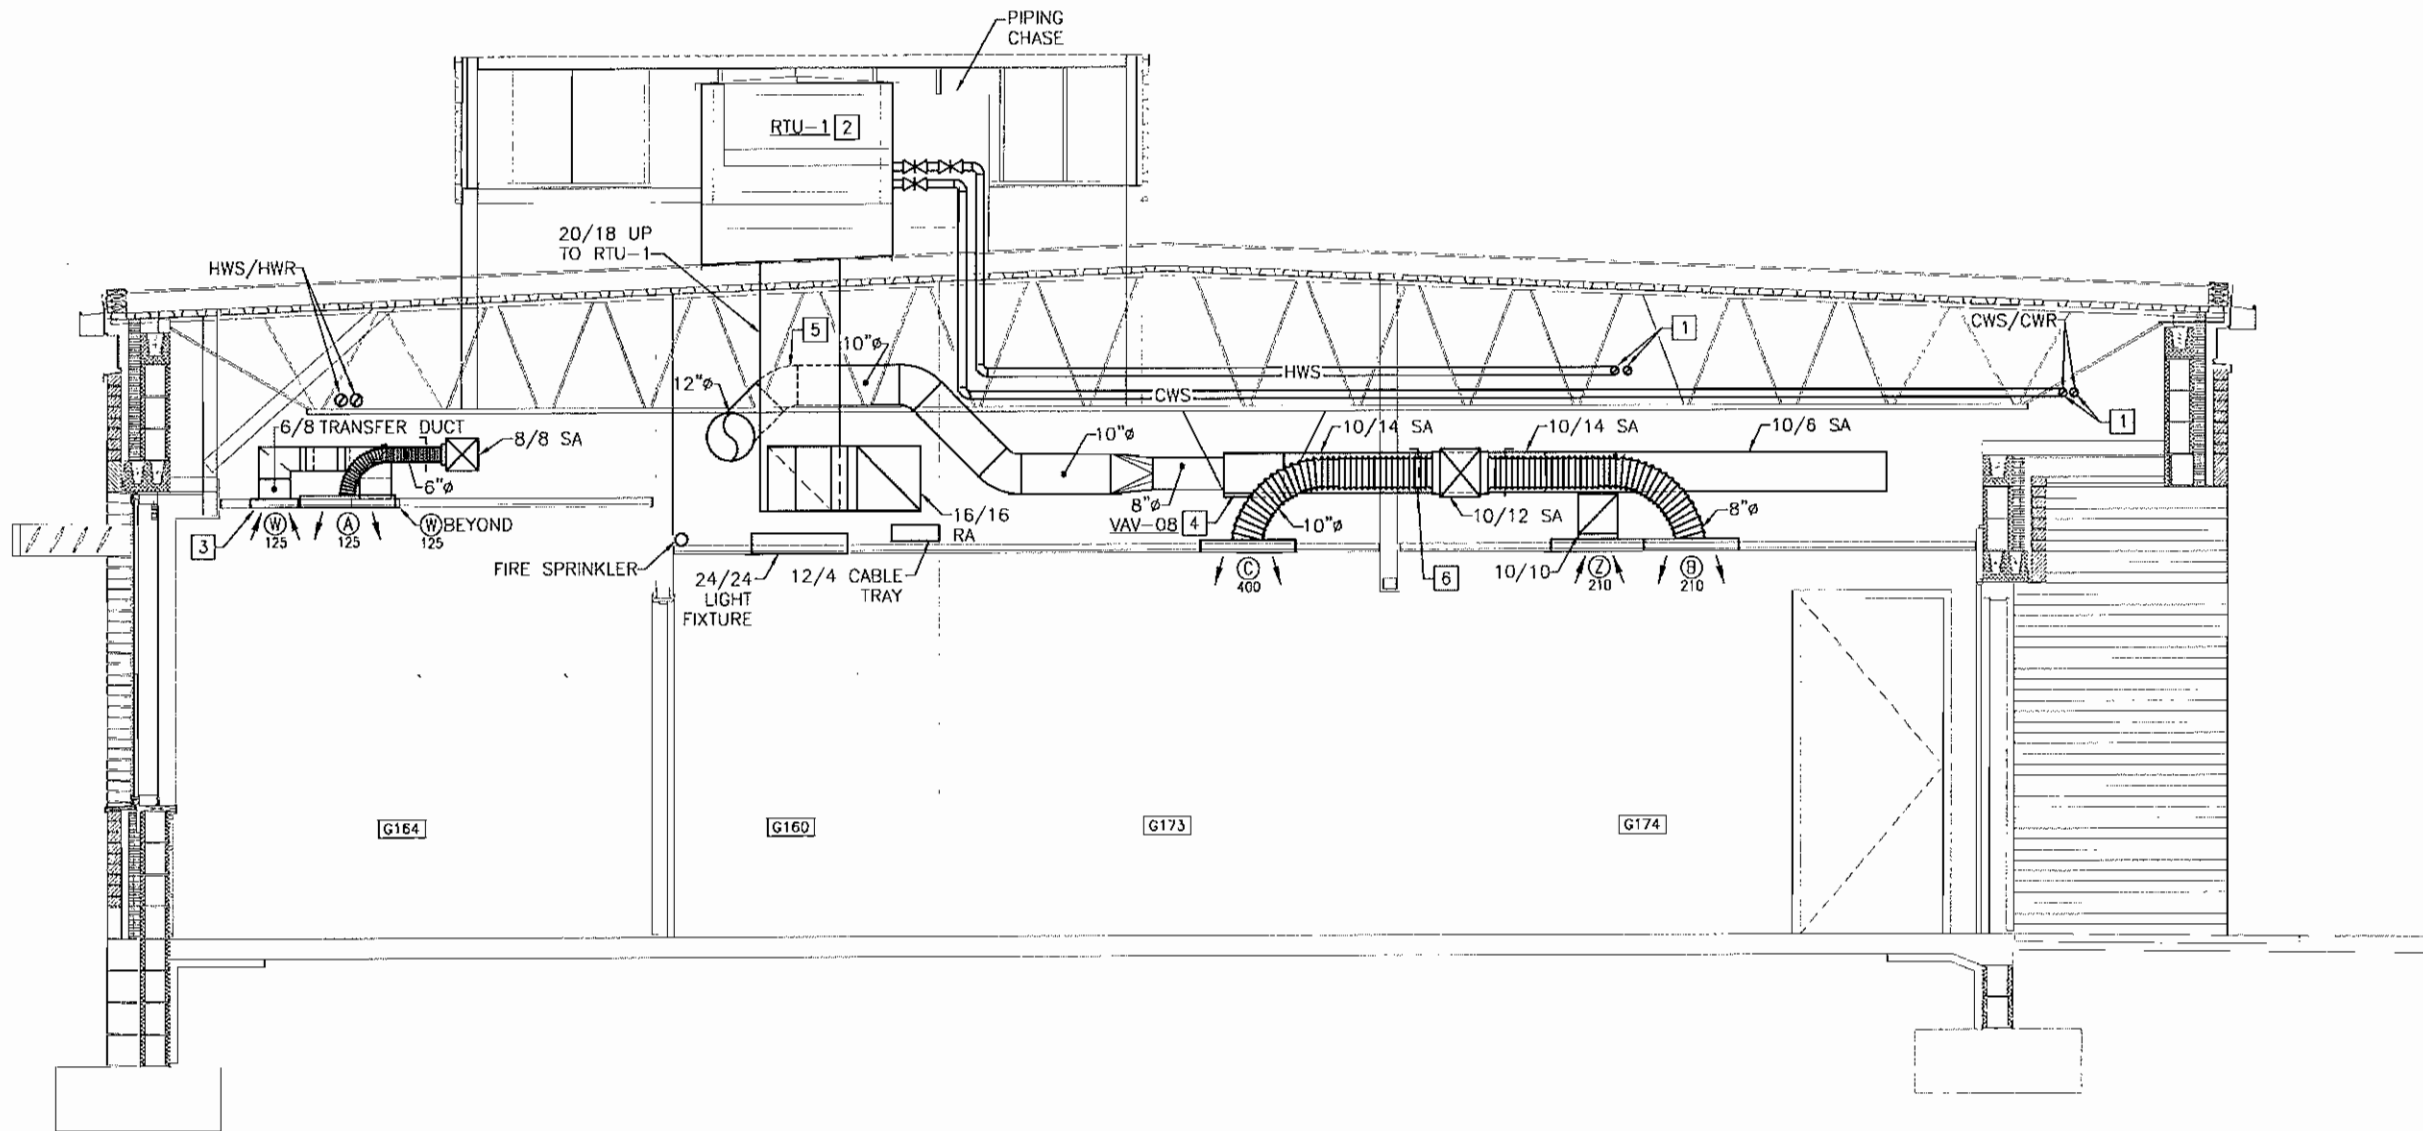 PIPING
CHASE
RTU-1 2
20/18 UP
TO RTU-1
HWS/HWR
CWS/CWR
5
10"ø
1
12"ø
HWS
CWS
1
6/8 TRANSFER DUCT
8/8 SA
10/14 SA
10/14 SA
10/6 SA
10"ø
6"ø
8"ø
VAV-08 4
10"ø
10/12 SA
8"ø
16/16
RA
W
125
A
125
W BEYOND
125
3
FIRE SPRINKLER
24/24
LIGHT
FIXTURE
12/4 CABLE
TRAY
C
400
6
10/10
Z
210
B
210
G164
G160
G173
G174